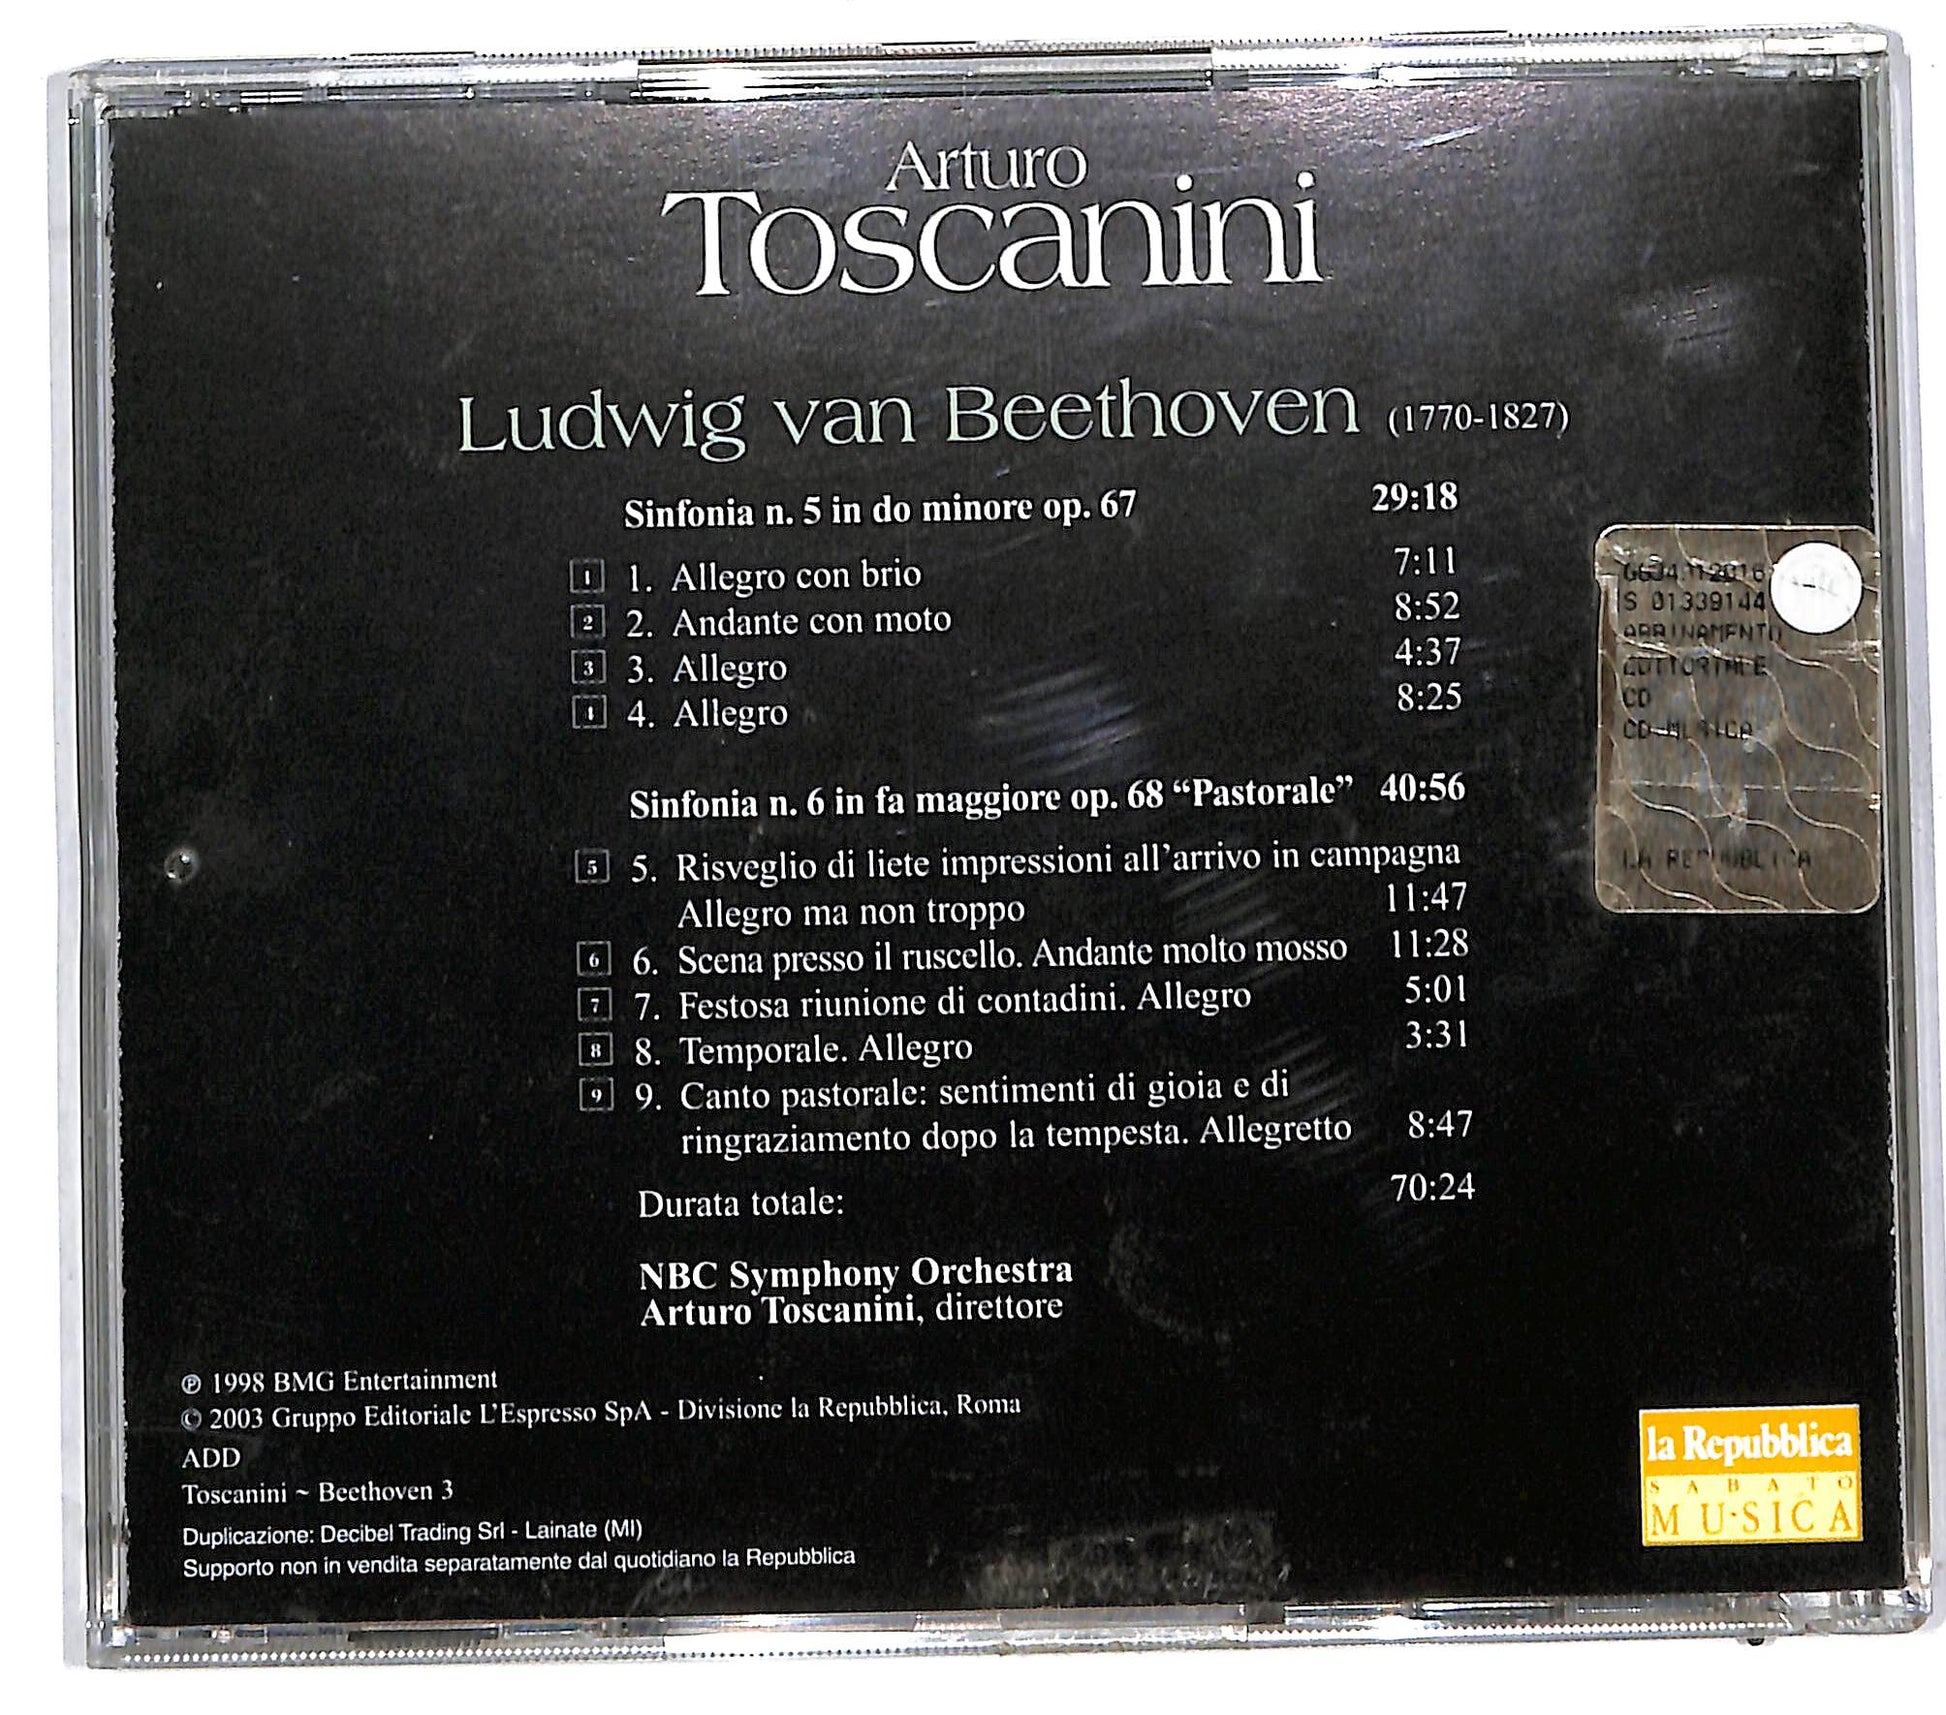 Arturo
TOSCANINI
Ludwig van Beethoven (1770-1827)
Sinfonia n. 5 in do minore op. 67 29:18
1 1. Allegro con brio 7:11
2 2. Andante con moto 8:52
3 3. Allegro 4:37
4 4. Allegro 8:25
Sinfonia n. 6 in fa maggiore op. 68 “Pastorale” 40:56
5 5. Risveglio di liete impressioni all’arrivo in campagna
Allegro ma non troppo 11:47
6 6. Scena presso il ruscello. Andante molto mosso 11:28
7 7. Festosa riunione di contadini. Allegro 5:01
8 8. Temporale. Allegro 3:31
9 9. Canto pastorale: sentimenti di gioia e di
ringraziamento dopo la tempesta. Allegretto 8:47
Durata totale: 70:24
NBC Symphony Orchestra
Arturo Toscanini, direttore
℗ 1998 BMG Entertainment
© 2003 Gruppo Editoriale L’Espresso SpA - Divisione la Repubblica, Roma
ADD
Toscanini ~ Beethoven 3
Duplicazione: Decibel Trading Srl - Lainate (MI)
Supporto non in vendita separatamente dal quotidiano la Repubblica
S 01339144
CD
LA REPUBBLICA
la Repubblica
SABATO
MU·SICA